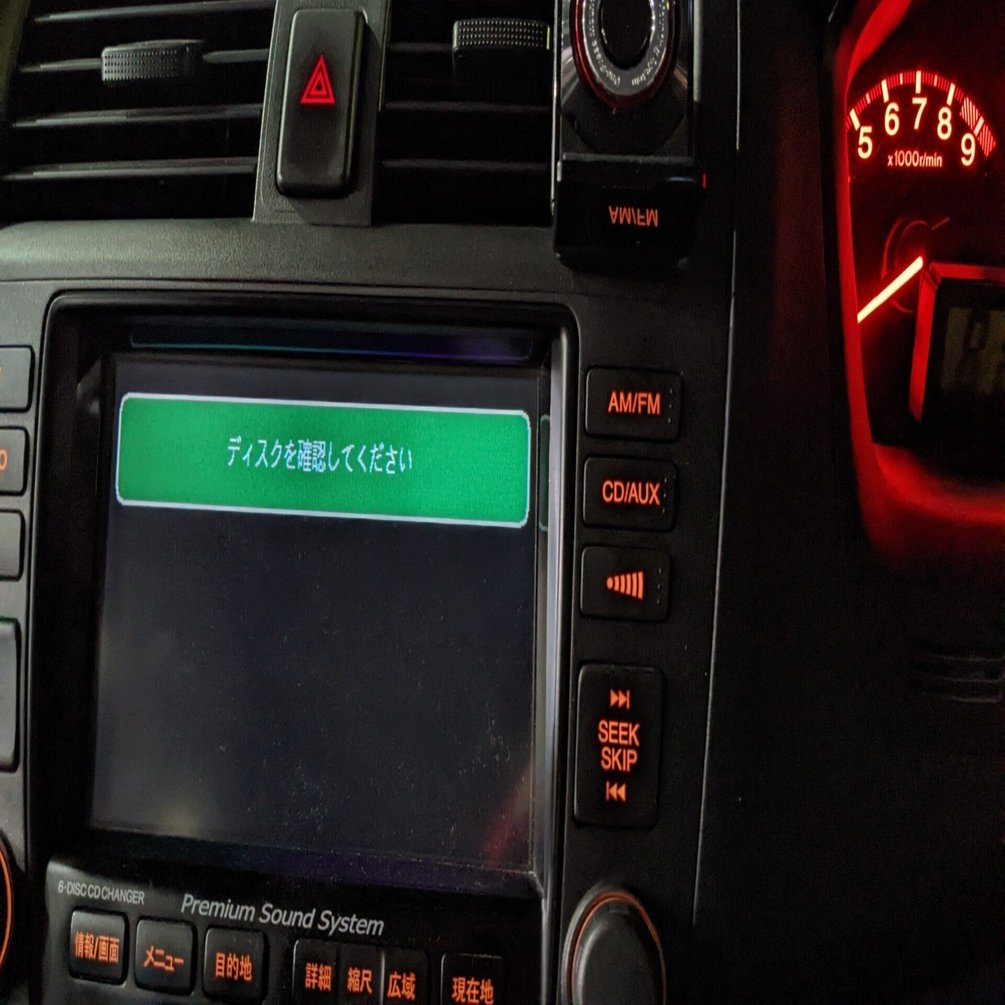 5 6 7 8 9
x1000r/min
AM/FM
ディスクを確認してください
AM/FM
CD/AUX
SEEK
SKIP
6-DISC CD CHANGER
Premium Sound System
情報/画面
メニュー
目的地
詳細
縮尺
広域
現在地